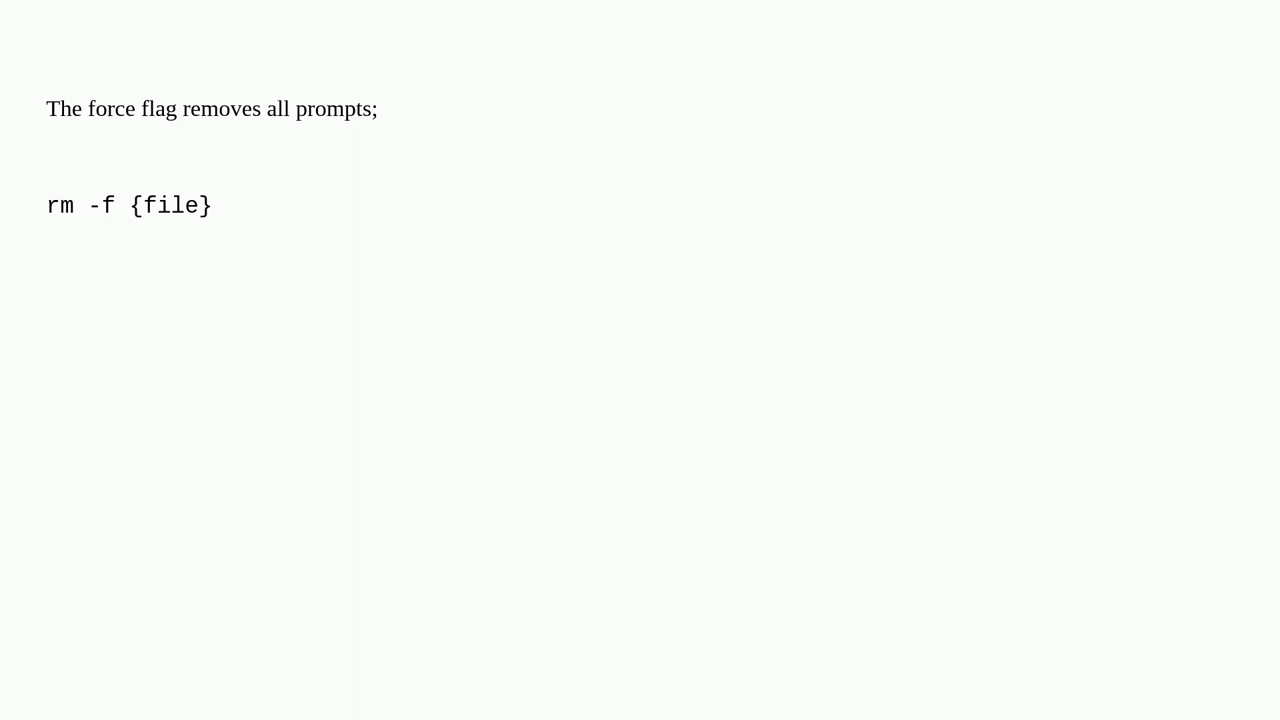 The force flag removes all prompts;
rm -f {file}